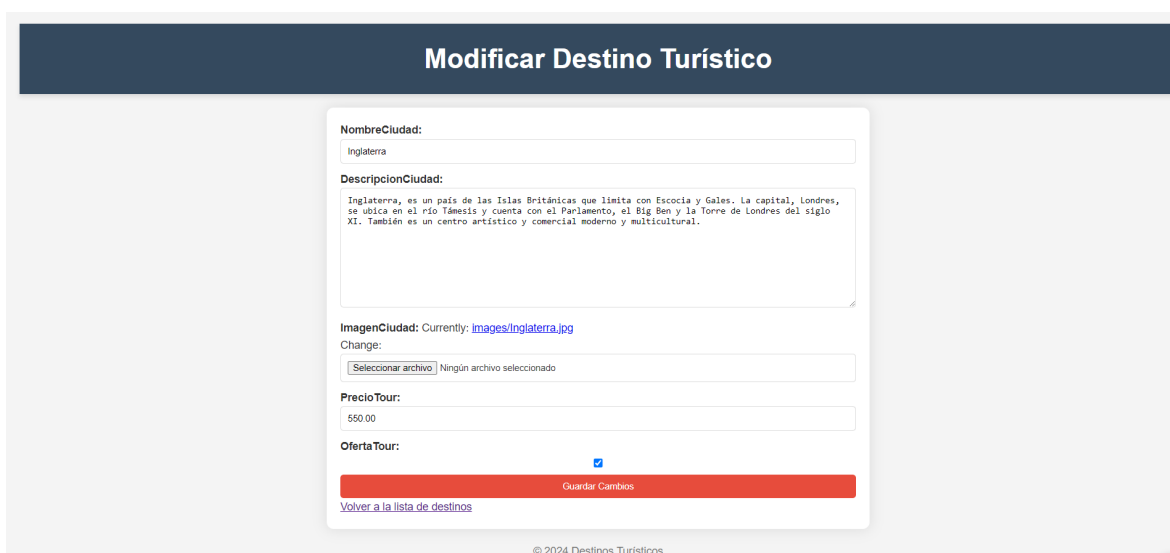 Modificar Destino Turístico
NombreCiudad:
Inglaterra
DescripcionCiudad:
Inglaterra, es un país de las Islas Británicas que limita con Escocia y Gales. La capital, Londres,
se ubica en el río Támesis y cuenta con el Parlamento, el Big Ben y la Torre de Londres del siglo
XI. También es un centro artístico y comercial moderno y multicultural.
ImagenCiudad: Currently: images/Inglaterra.jpg
Change:
Seleccionar archivo Ningún archivo seleccionado
PrecioTour:
550.00
OfertaTour:
Guardar Cambios
Volver a la lista de destinos
© 2024 Destinos Turísticos